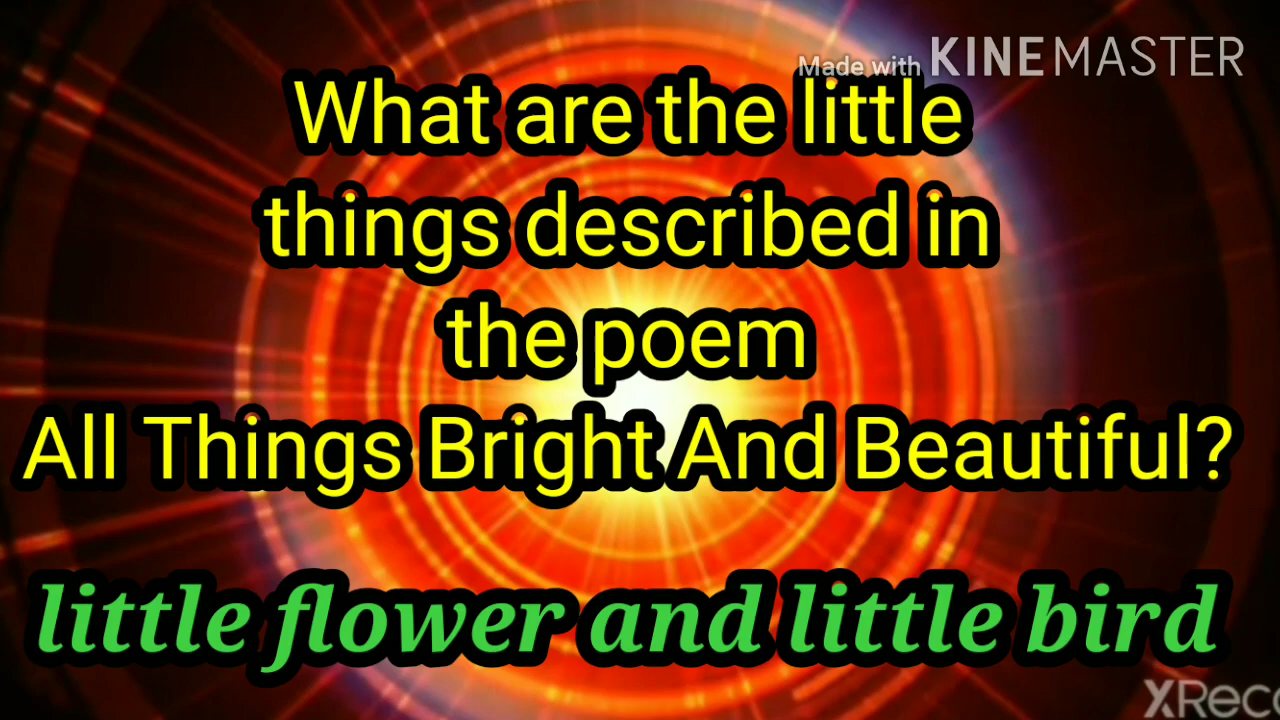 Made with KINEMASTER
What are the little
things described in
the poem
All Things Bright And Beautiful?
little flower and little bird
XRec